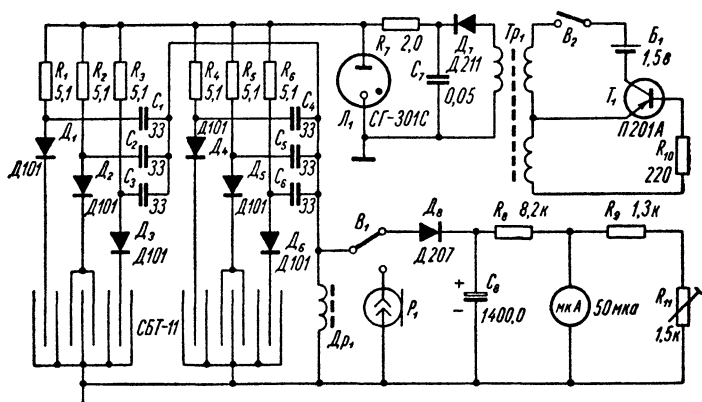 R₁ 5,1
R₂ 5,1
R₃ 5,1
C₁ 33
C₂ 33
C₃ 33
Д₁ Д101
Д₂ Д101
Д₃ Д101
R₄ 5,1
R₅ 5,1
R₆ 5,1
C₄ 33
C₅ 33
C₆ 33
Д101 Д₄
Д₅ Д101
Д₆ Д101
СБТ-11
R₇ 2,0
Л₁ СГ-301С
C₇ 0,05
Д₇ Д211
Тр₁
В₂
Б₁ 1,5в
Т₁ П201А
R₁₀ 220
В₁
Др₁
Р₁
Д₈ Д207
C₈ 1400,0
+
−
R₈ 8,2к
R₉ 1,3к
мкА 50мка
R₁₁ 1,5к